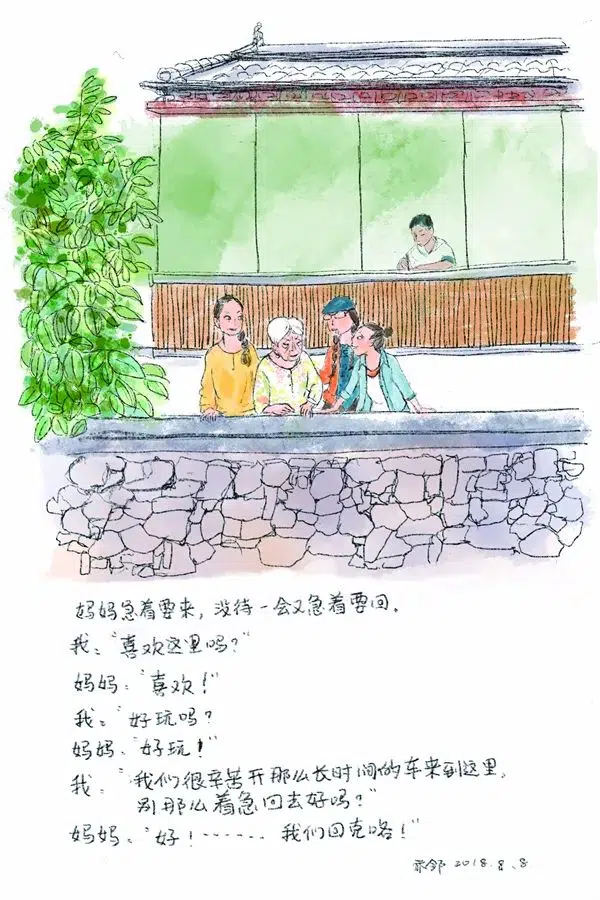 妈妈急着要来，没待一会又急着要回。
我：“喜欢这里吗？”
妈妈：“喜欢！”
我：“好玩吗？
妈妈：“好玩！”
我：“我们很辛苦开那么长时间的车来到这里，
别那么着急回去好吗？”
妈妈：“好！……我们回克咯！”
2018.8.8